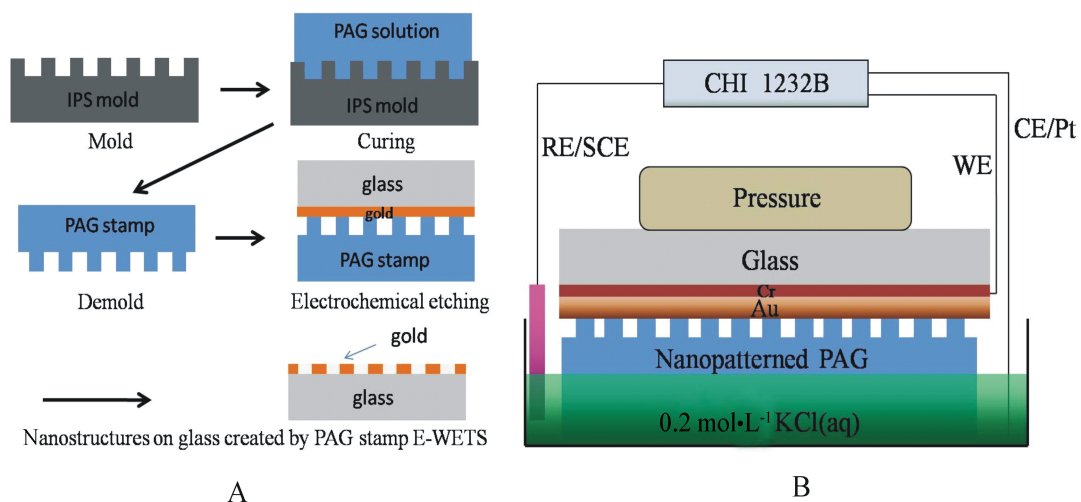 PAG solution
IPS mold
Mold
IPS mold
Curing
PAG stamp
Demold
glass
gold
PAG stamp
Electrochemical etching
gold
glass
Nanostructures on glass created by PAG stamp E-WETS
A
CHI 1232B
RE/SCE
WE
CE/Pt
Pressure
Glass
Cr
Au
Nanopatterned PAG
0.2 mol•L⁻¹ KCl(aq)
B